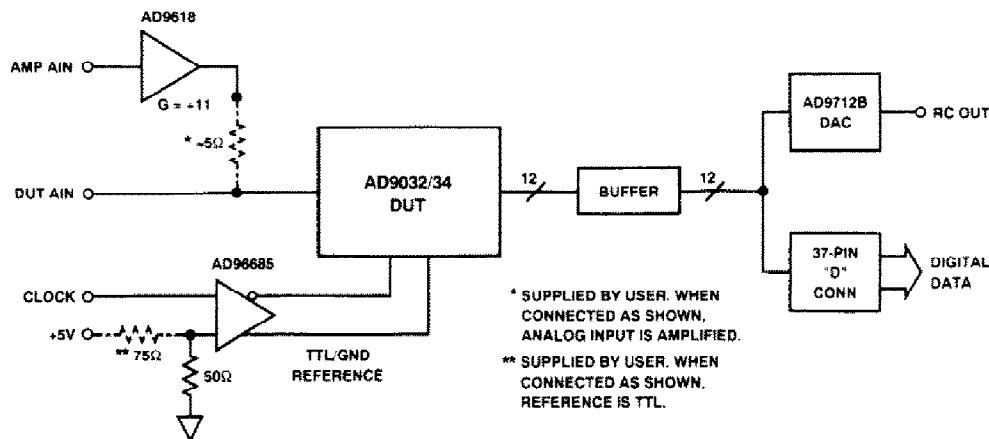 AD9618
AMP AIN
G = +11
* ~5Ω
DUT AIN
AD9032/34
DUT
12
BUFFER
12
AD9712B
DAC
RC OUT
37-PIN
"D"
CONN
DIGITAL
DATA
AD96685
CLOCK
+5V
** 75Ω
50Ω
TTL/GND
REFERENCE
* SUPPLIED BY USER. WHEN
CONNECTED AS SHOWN,
ANALOG INPUT IS AMPLIFIED.
** SUPPLIED BY USER. WHEN
CONNECTED AS SHOWN,
REFERENCE IS TTL.